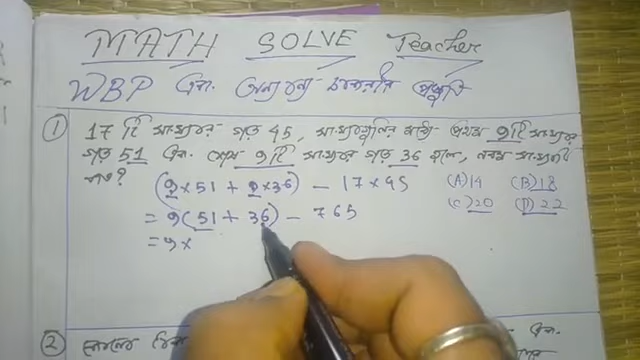 MATH SOLVE Teacher
WBP এবং অন্যান্য চাকরির প্রস্তুতি
① 17 টি সংখ্যার গড় 45, সংখ্যাগুলির মধ্যে প্রথম 9টি সংখ্যার
গড় 51 এবং শেষ 9টি সংখ্যার গড় 36 হলে, নবম সংখ্যাটি
কত?
(9×51 + 9×36) − 17×45 (A) 14 (B) 18
= 9(51 + 36) − 765 (C) 20 (D) 22
= 9×
②